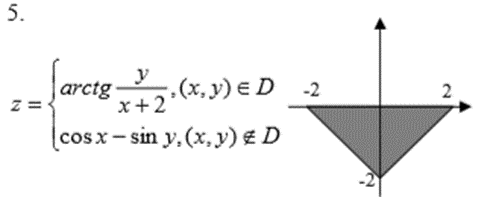 5.
z = { arctg y/(x+2), (x, y) ∈ D
cos x − sin y, (x, y) ∉ D
-2 2
-2